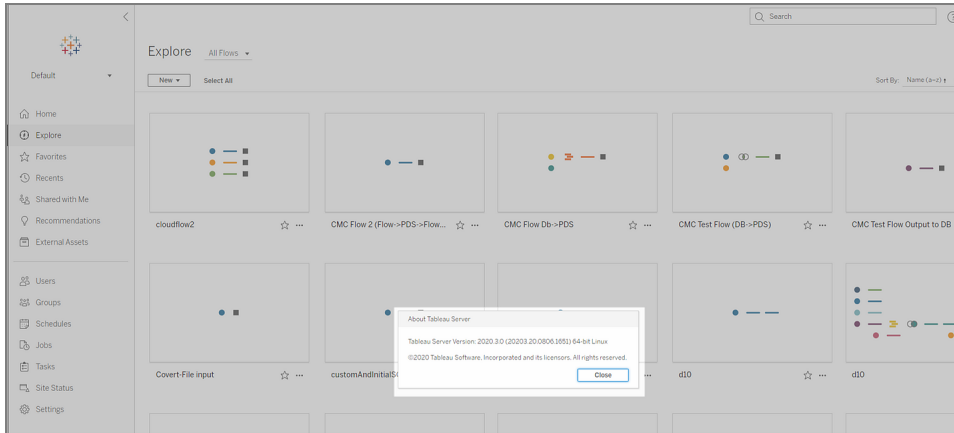 Search
Default
Explore
All Flows
New
Select All
Sort By: Name (a–z)
Home
Explore
Favorites
Recents
Shared with Me
Recommendations
External Assets
Users
Groups
Schedules
Jobs
Tasks
Site Status
Settings
cloudflow2
CMC Flow 2 (Flow->PDS->Flow...
CMC Flow Db->PDS
CMC Test Flow (DB->PDS)
CMC Test Flow Output to DB
Covert-File input
d10
d10
About Tableau Server
Tableau Server Version: 2020.3.0 (20203.20.0806.1651) 64-bit Linux
©2020 Tableau Software. Incorporated and its licensors. All rights reserved.
Close